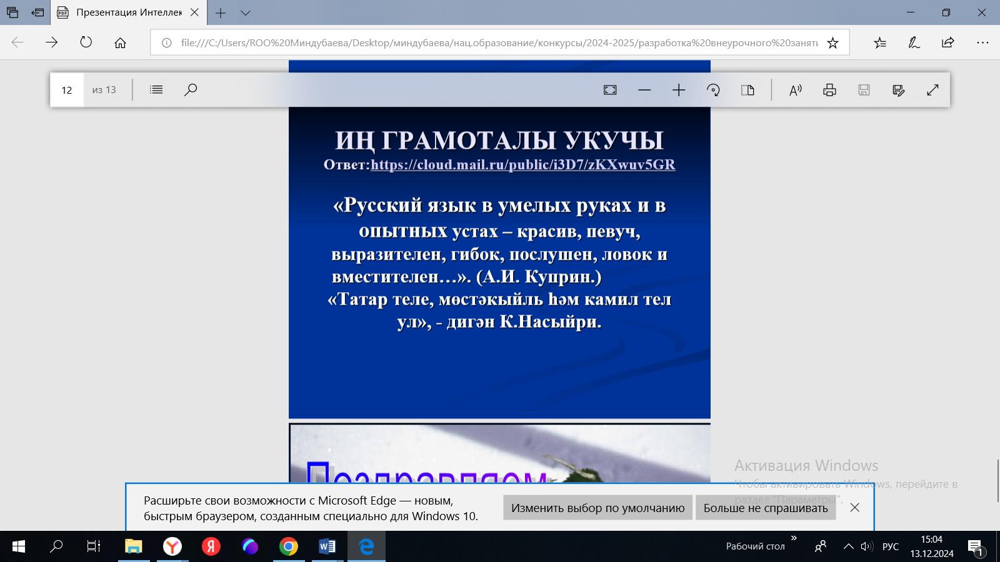 Презентация Интеллек
file:///C:/Users/ROO%20Миндубаева/Desktop/миндубаева/нац.образование/конкурсы/2024-2025/разработка%20внеурочного%20заняти
12 из 13
ИҢ ГРАМОТАЛЫ УКУЧЫ
Ответ:https://cloud.mail.ru/public/i3D7/zKXwuv5GR
«Русский язык в умелых руках и в
опытных устах – красив, певуч,
выразителен, гибок, послушен, ловок и
вместителен…». (А.И. Куприн.)
«Татар теле, мөстәкыйль һәм камил тел
ул», - дигән К.Насыйри.
Поздравляем
Активация Windows
Чтобы активировать Windows, перейдите в
раздел "Параметры".
Расширьте свои возможности с Microsoft Edge — новым,
быстрым браузером, созданным специально для Windows 10.
Изменить выбор по умолчанию
Больше не спрашивать
Рабочий стол
РУС
15:04
13.12.2024
1